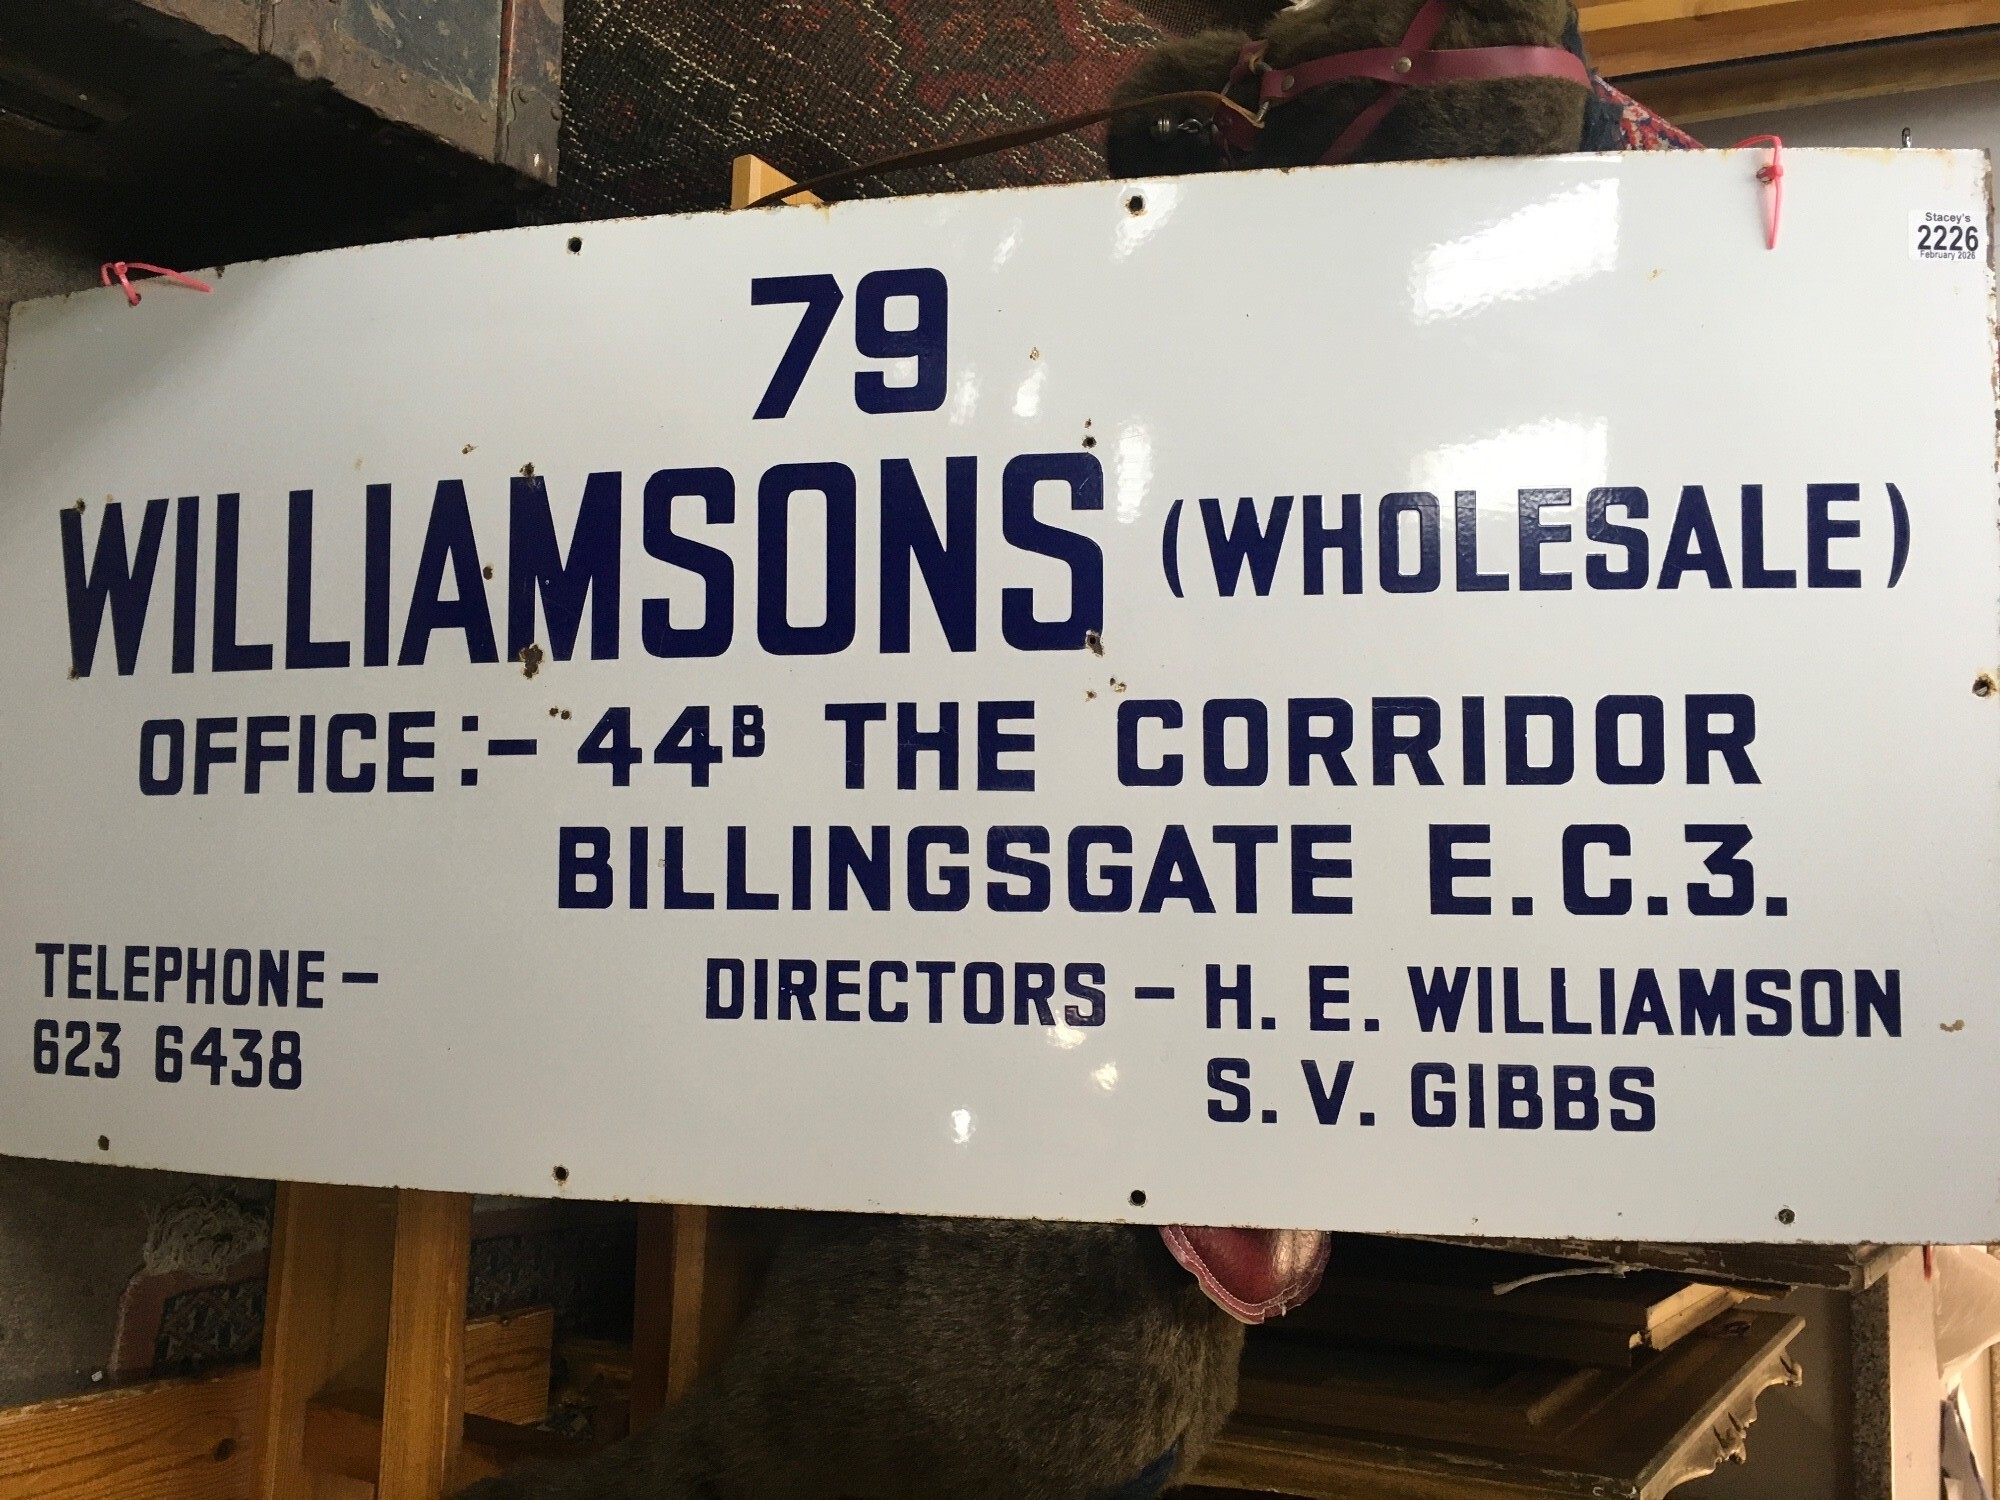 Stacey's
2226
February 2026
79
WILLIAMSONS (WHOLESALE)
OFFICE:- 44B THE CORRIDOR
BILLINGSGATE E.C.3.
TELEPHONE-
623 6438
DIRECTORS - H. E. WILLIAMSON
S. V. GIBBS